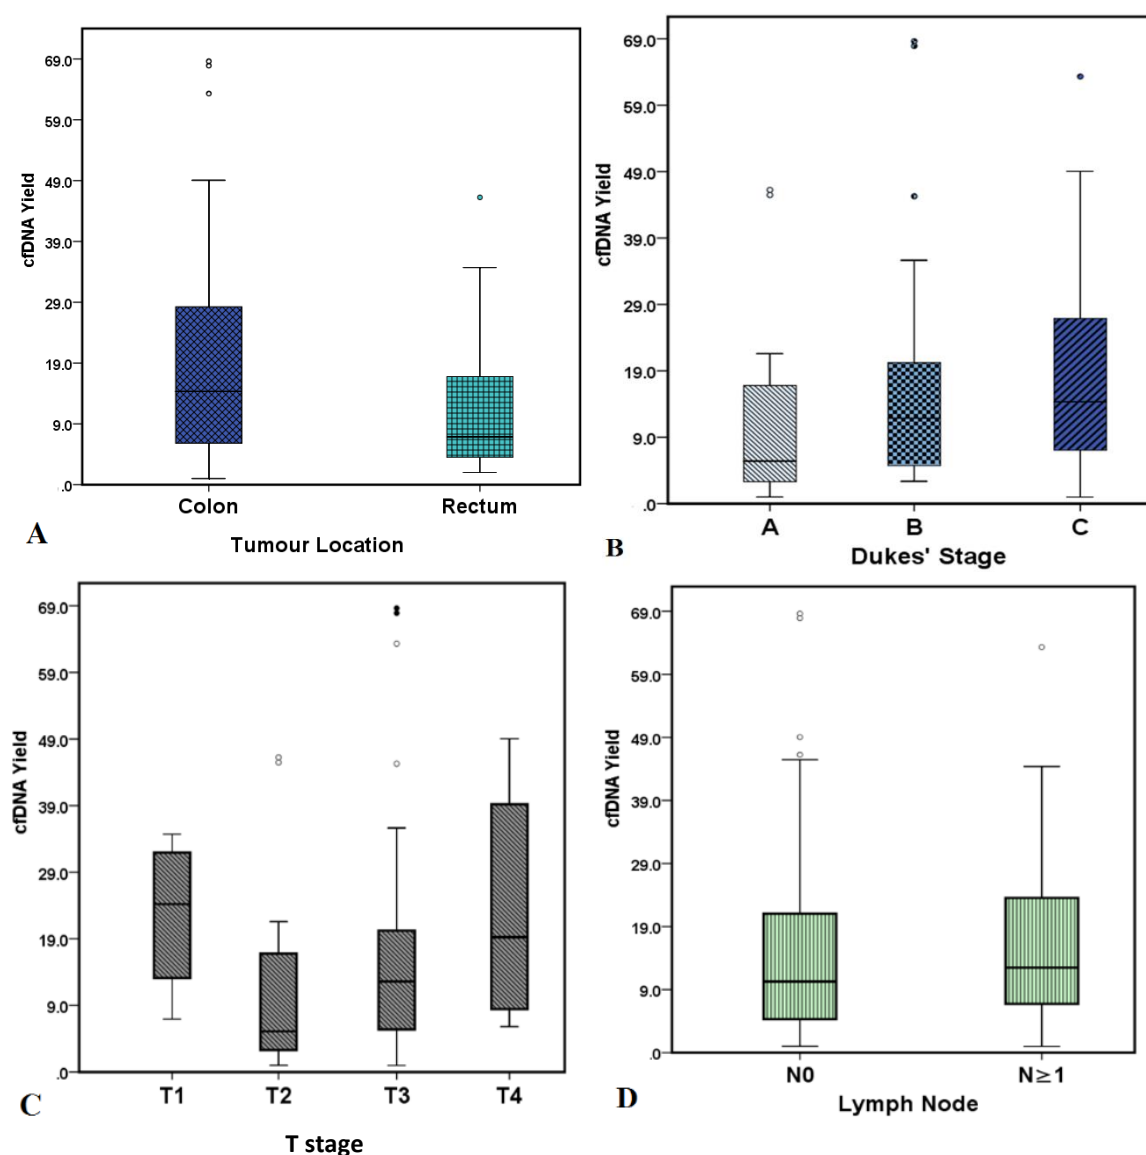 69.0
59.0
49.0
39.0
29.0
19.0
9.0
.0
cfDNA Yield
Colon Rectum
Tumour Location
A
69.0
59.0
49.0
39.0
29.0
19.0
9.0
.0
cfDNA Yield
A B C
Dukes' Stage
B
69.0
59.0
49.0
39.0
29.0
19.0
9.0
.0
cfDNA Yield
T1 T2 T3 T4
T stage
C
69.0
59.0
49.0
39.0
29.0
19.0
9.0
.0
cfDNA Yield
N0 N≥1
Lymph Node
D